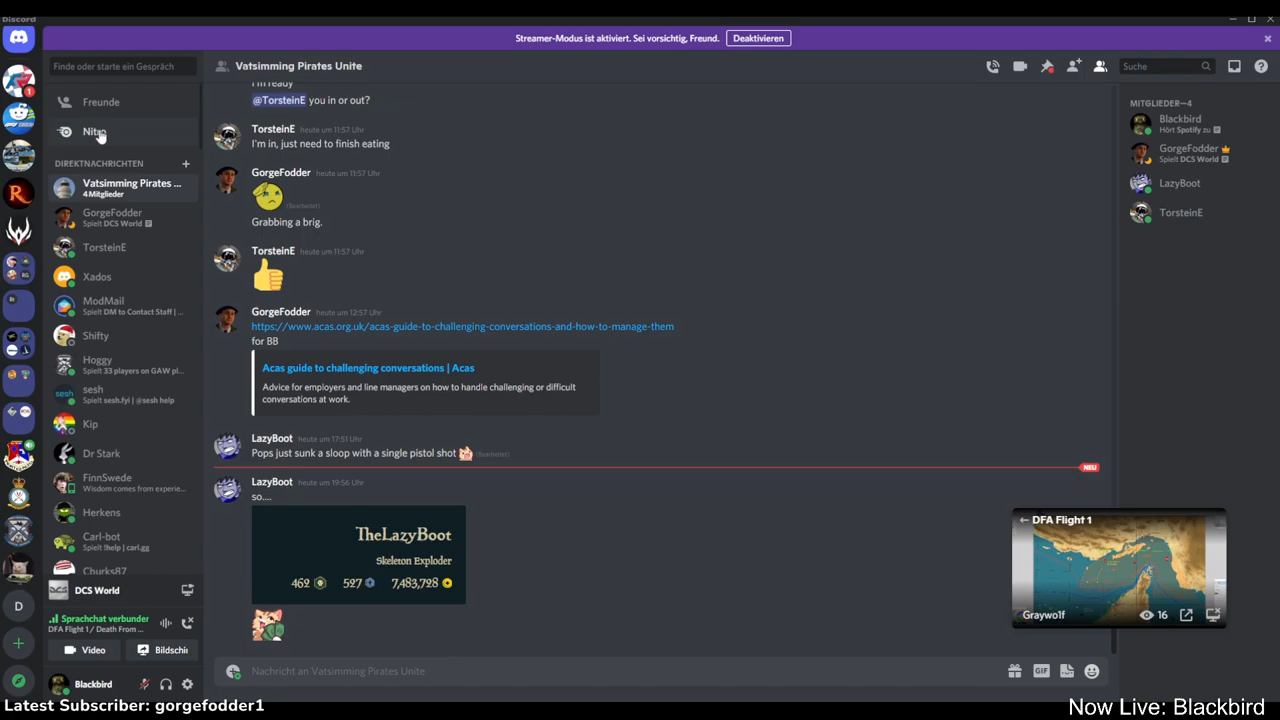 Discord
Streamer-Modus ist aktiviert. Sei vorsichtig, Freund. Deaktivieren
Finde oder starte ein Gespräch
Freunde
Nitro
DIREKTNACHRICHTEN
Vatsimming Pirates ...
4 Mitglieder
GorgeFodder
Spielt DCS World
TorsteinE
Xados
ModMail
Spielt DM to Contact Staff | ...
Shifty
Hoggy
Spielt 33 players on GAW pl...
sesh
Spielt sesh.fyi | @sesh help
Kip
Dr Stark
FinnSwede
Wisdom comes from experie...
Herkens
Carl-bot
Spielt !help | carl.gg
Chucks87
DCS World
Sprachchat verbunden
DFA Flight 1 / Death From ...
Video
Bildschi
Blackbird
Vatsimming Pirates Unite
I'm ready
@TorsteinE you in or out?
TorsteinE heute um 11:57 Uhr
I'm in, just need to finish eating
GorgeFodder heute um 11:57 Uhr
(Bearbeitet)
Grabbing a brig.
TorsteinE heute um 11:57 Uhr
GorgeFodder heute um 12:57 Uhr
https://www.acas.org.uk/acas-guide-to-challenging-conversations-and-how-to-manage-them
for BB
Acas guide to challenging conversations | Acas
Advice for employers and line managers on how to handle challenging or difficult
conversations at work.
LazyBoot heute um 17:51 Uhr
Pops just sunk a sloop with a single pistol shot (Bearbeitet)
NEU
LazyBoot heute um 19:56 Uhr
so....
TheLazyBoot
Skeleton Exploder
462 527 7,483,728
Nachricht an Vatsimming Pirates Unite
GIF
Suche
MITGLIEDER—4
Blackbird
Hört Spotify zu
GorgeFodder
Spielt DCS World
LazyBoot
TorsteinE
DFA Flight 1
Graywo1f
16
1
D
Latest Subscriber: gorgefodder1
Now Live: Blackbird